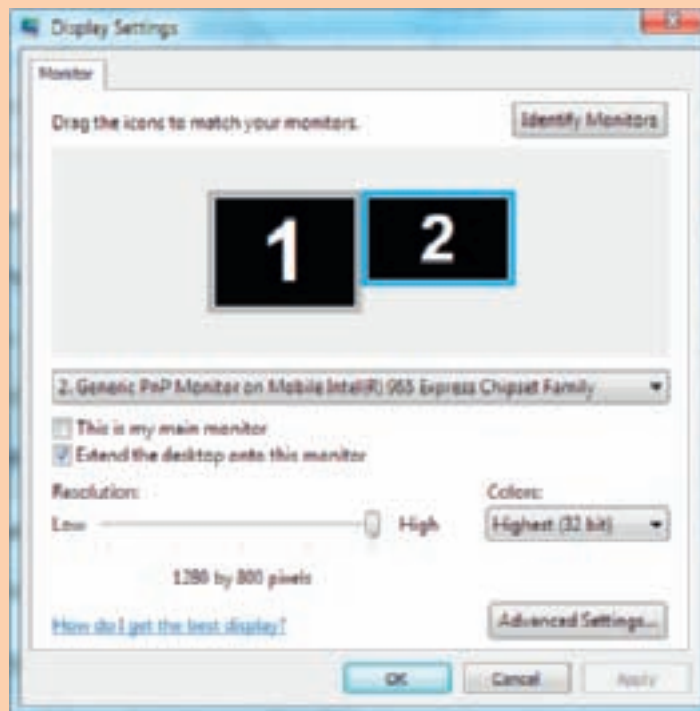 Display Settings
Monitor
Drag the icons to match your monitors.
Identify Monitors
1
2
2. Generic PnP Monitor on Mobile Intel(R) 965 Express Chipset Family
This is my main monitor
Extend the desktop onto this monitor
Resolution:
Colors:
Low
High
Highest (32 bit)
1280 by 800 pixels
How do I get the best display?
Advanced Settings...
OK
Cancel
Apply